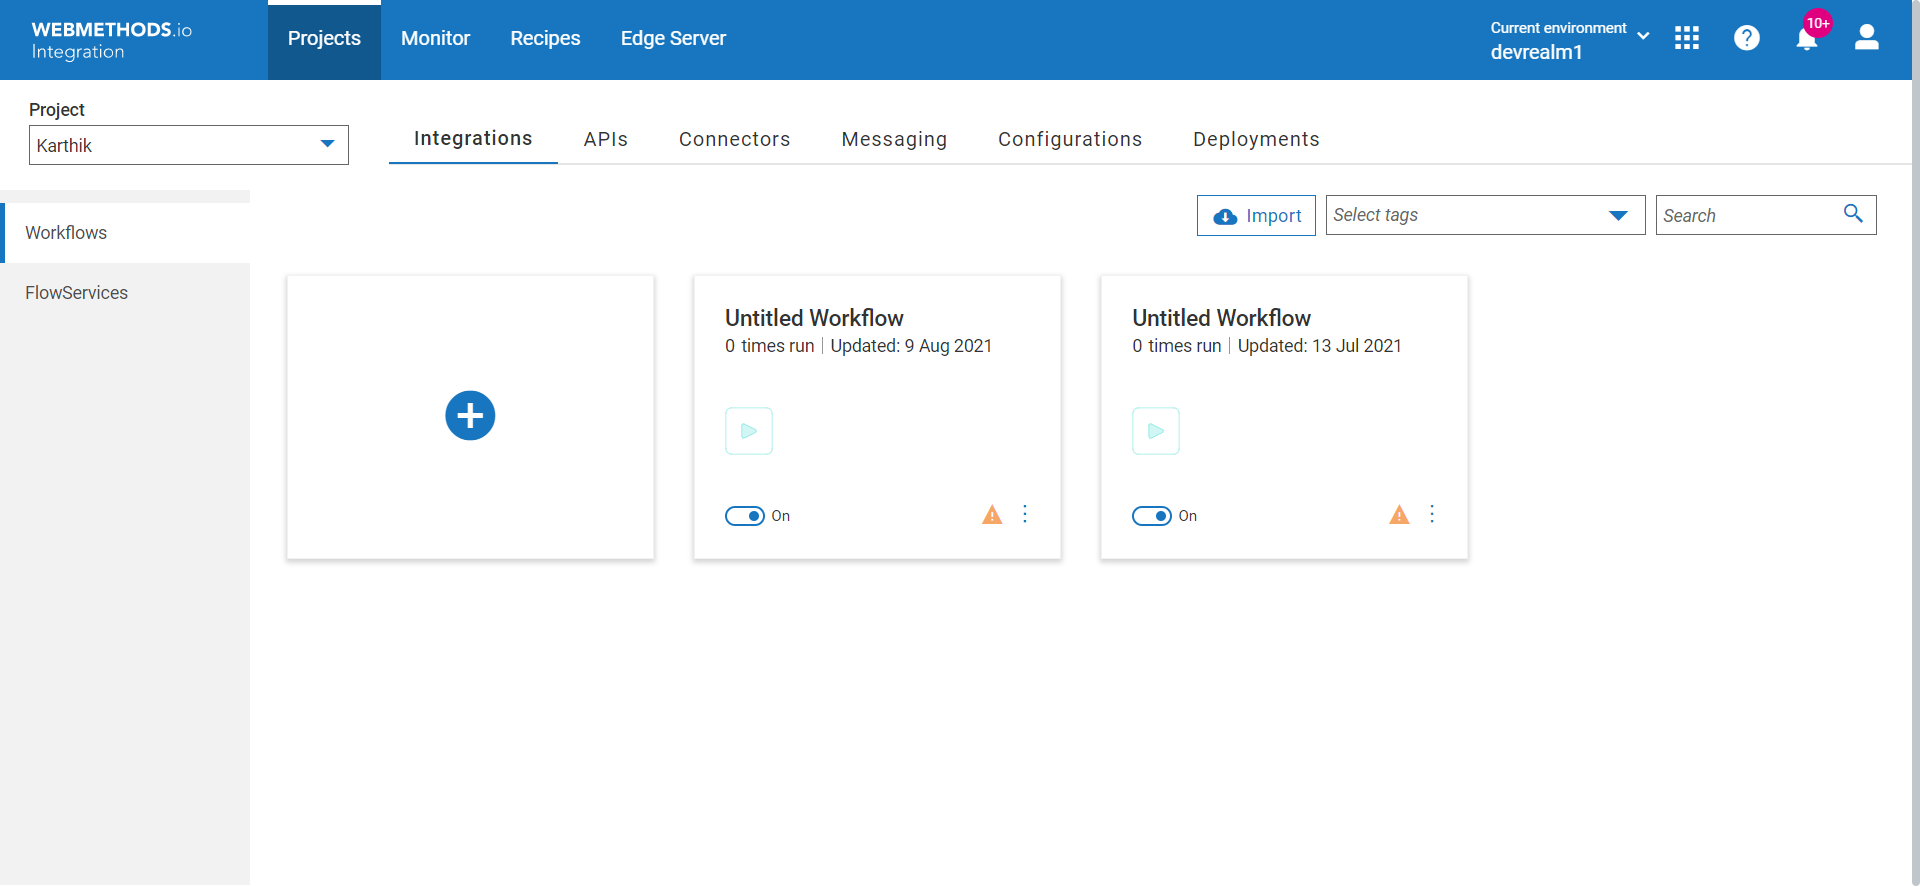 WEBMETHODS.io
Integration
Projects
Monitor
Recipes
Edge Server
Current environment
devrealm1
10+
Project
Karthik
Integrations
APIs
Connectors
Messaging
Configurations
Deployments
Workflows
FlowServices
Import
Select tags
Search
Untitled Workflow
0 times run | Updated: 9 Aug 2021
On
Untitled Workflow
0 times run | Updated: 13 Jul 2021
On